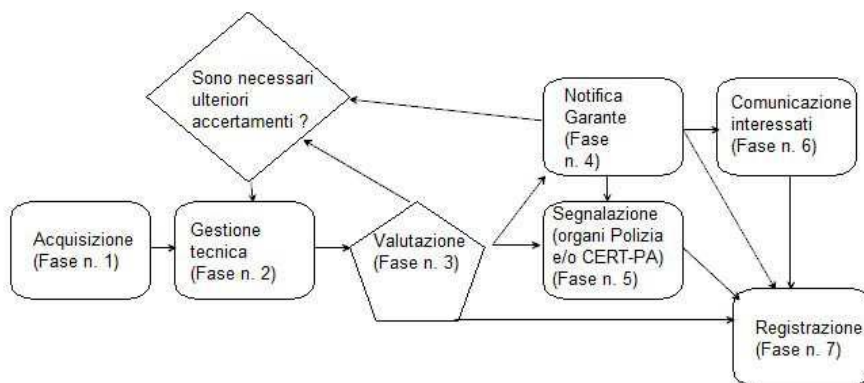 Sono necessari
ulteriori
accertamenti ?
Notifica
Garante
(Fase
n. 4)
Comunicazione
interessati
(Fase n. 6)
Acquisizione
(Fase n. 1)
Gestione
tecnica
(Fase n. 2)
Valutazione
(Fase n. 3)
Segnalazione
(organi Polizia
e/o CERT-PA)
(Fase n. 5)
Registrazione
(Fase n. 7)